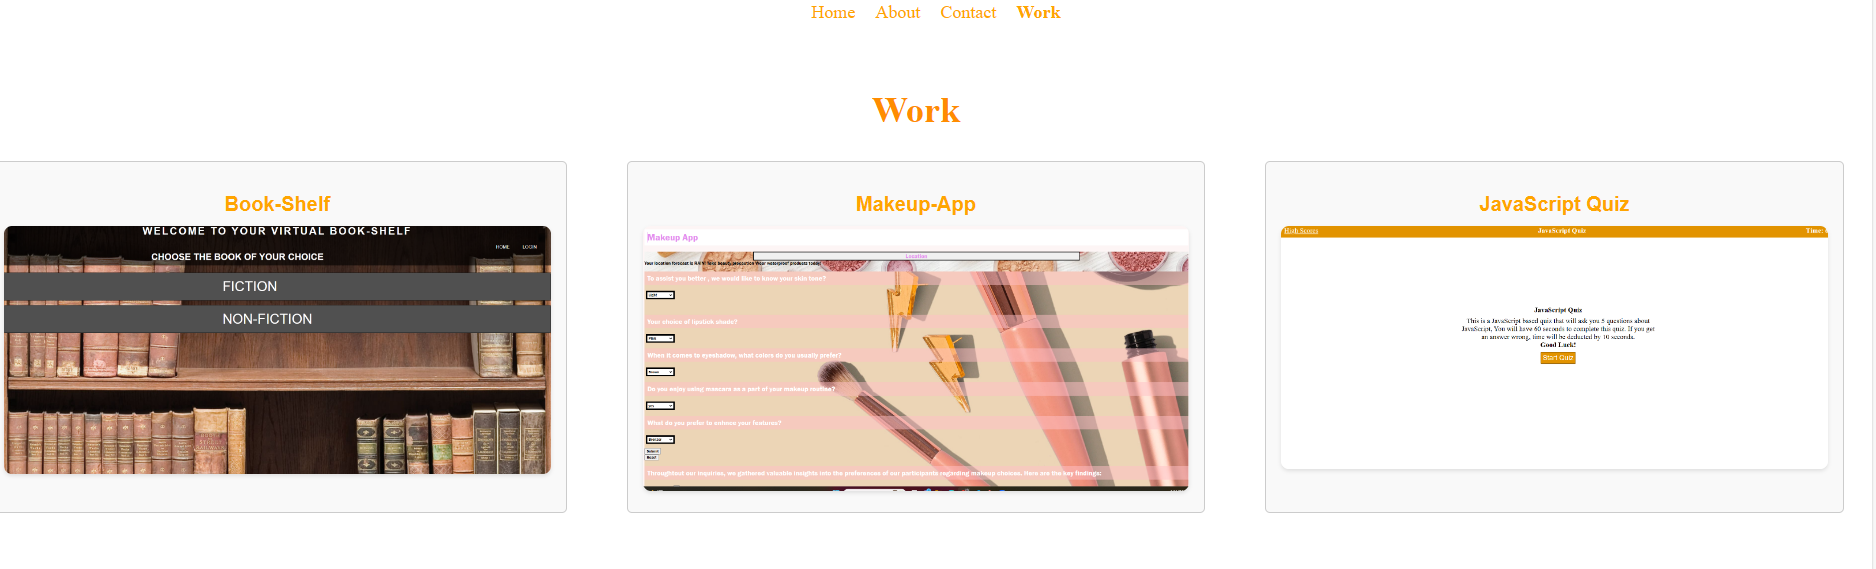 Home About Contact Work
Work
Book-Shelf
WELCOME TO YOUR VIRTUAL BOOK-SHELF
HOME LOGIN
CHOOSE THE BOOK OF YOUR CHOICE
FICTION
NON-FICTION
Makeup-App
Makeup App
Location
Your location forecast is
To assist you better , we would like to know your skin tone?
Your choice of lipstick shade?
When it comes to eyeshadow, what colors do you usually prefer?
Do you enjoy using mascara as a part of your makeup routine?
What do you prefer to enhance your features?
Submit
Reset
Throughout our inquiries, we gathered valuable insights into the preferences of our participants regarding makeup choices. Here are the key findings:
JavaScript Quiz
High Scores JavaScript Quiz Time:
JavaScript Quiz
This is a JavaScript based quiz that will ask you 5 questions about
JavaScript, You will have 60 seconds to complete this quiz. If you get
an answer wrong, time will be deducted by 10 seconds.
Good Luck!
Start Quiz